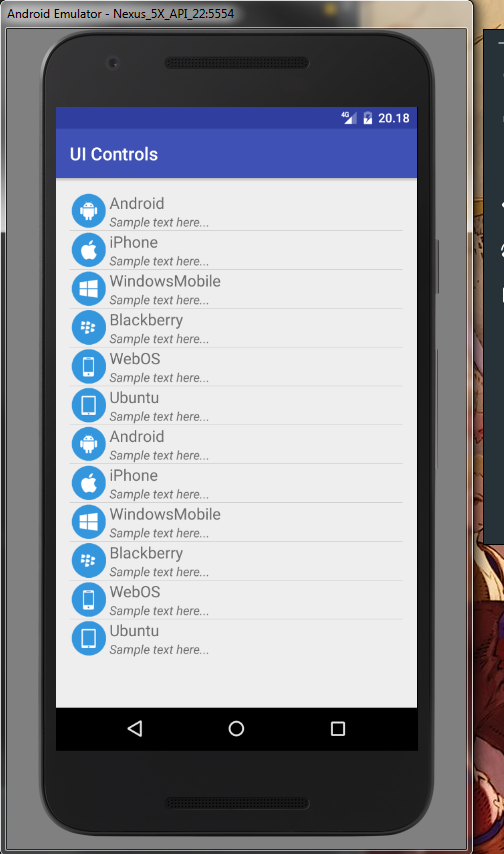 Android Emulator - Nexus_5X_API_22:5554
4G 20.18
UI Controls
Android
Sample text here...
iPhone
Sample text here...
WindowsMobile
Sample text here...
Blackberry
Sample text here...
WebOS
Sample text here...
Ubuntu
Sample text here...
Android
Sample text here...
iPhone
Sample text here...
WindowsMobile
Sample text here...
Blackberry
Sample text here...
WebOS
Sample text here...
Ubuntu
Sample text here...